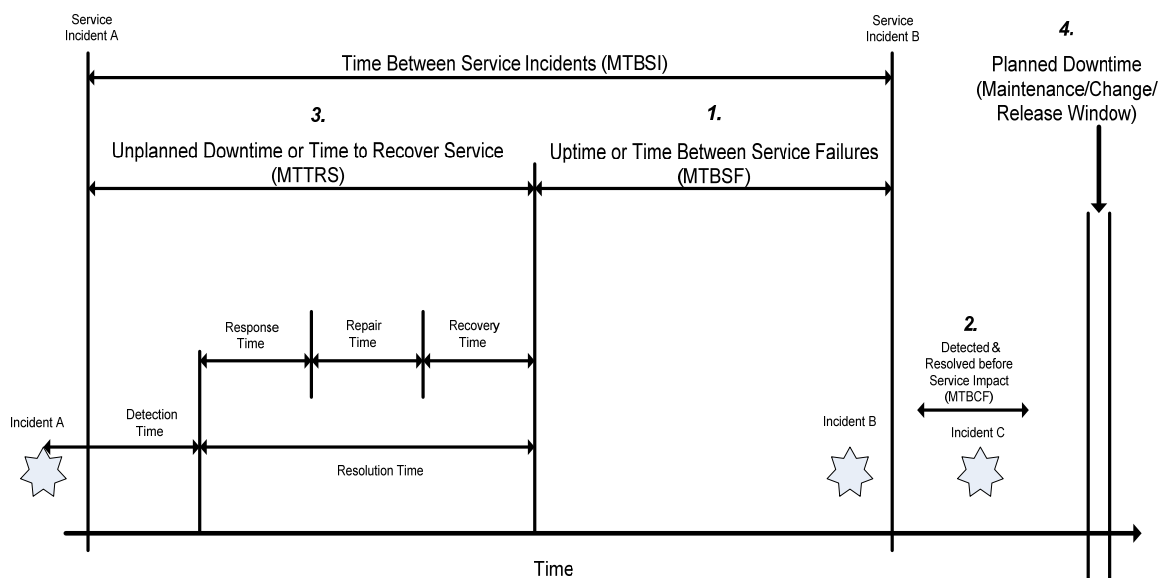 Service
Incident A
Service
Incident B
4.
Planned Downtime
(Maintenance/Change/
Release Window)
Time Between Service Incidents (MTBSI)
3.
Unplanned Downtime or Time to Recover Service
(MTTRS)
1.
Uptime or Time Between Service Failures
(MTBSF)
Response
Time
Repair
Time
Recovery
Time
2.
Detected &
Resolved before
Service Impact
(MTBCF)
Incident A
Detection
Time
Resolution Time
Incident B
Incident C
Time